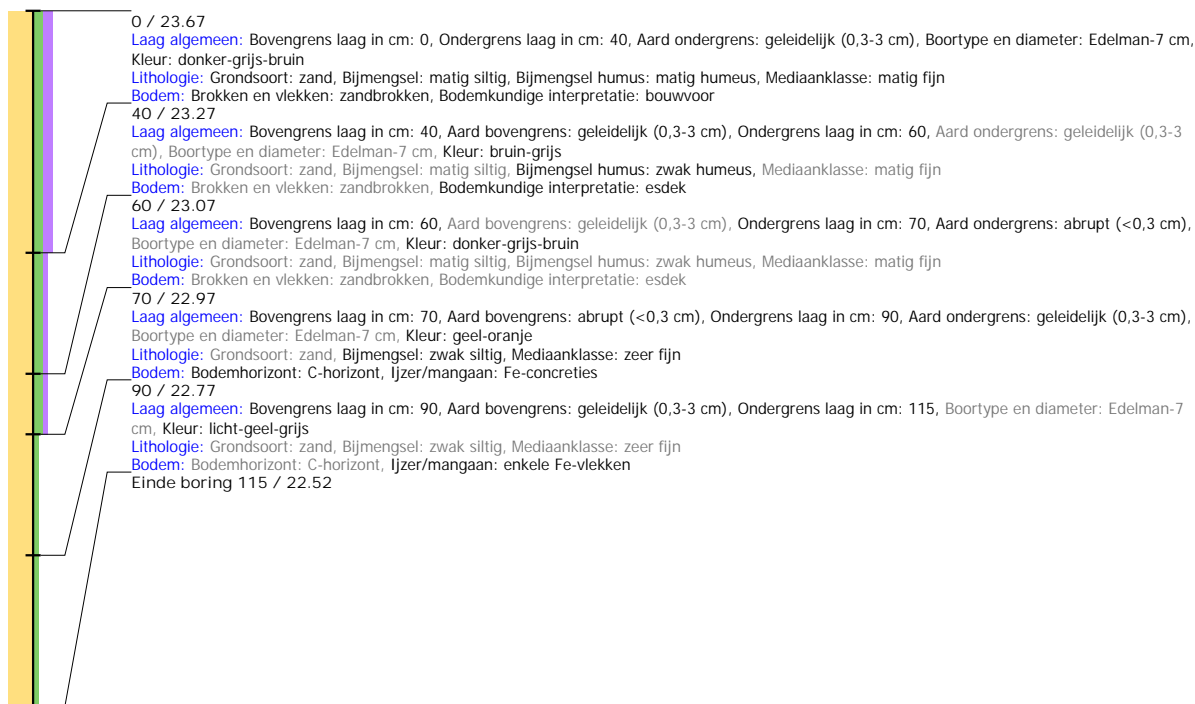 0 / 23.67
Laag algemeen: Bovengrens laag in cm: 0, Ondergrens laag in cm: 40, Aard ondergrens: geleidelijk (0,3-3 cm), Boortype en diameter: Edelman-7 cm,
Kleur: donker-grijs-bruin
Lithologie: Grondsoort: zand, Bijmengsel: matig siltig, Bijmengsel humus: matig humeus, Mediaanklasse: matig fijn
Bodem: Brokken en vlekken: zandbrokken, Bodemkundige interpretatie: bouwvoor
40 / 23.27
Laag algemeen: Bovengrens laag in cm: 40, Aard bovengrens: geleidelijk (0,3-3 cm), Ondergrens laag in cm: 60, Aard ondergrens: geleidelijk (0,3-3
cm), Boortype en diameter: Edelman-7 cm, Kleur: bruin-grijs
Lithologie: Grondsoort: zand, Bijmengsel: matig siltig, Bijmengsel humus: zwak humeus, Mediaanklasse: matig fijn
Bodem: Brokken en vlekken: zandbrokken, Bodemkundige interpretatie: esdek
60 / 23.07
Laag algemeen: Bovengrens laag in cm: 60, Aard bovengrens: geleidelijk (0,3-3 cm), Ondergrens laag in cm: 70, Aard ondergrens: abrupt (<0,3 cm),
Boortype en diameter: Edelman-7 cm, Kleur: donker-grijs-bruin
Lithologie: Grondsoort: zand, Bijmengsel: matig siltig, Bijmengsel humus: zwak humeus, Mediaanklasse: matig fijn
Bodem: Brokken en vlekken: zandbrokken, Bodemkundige interpretatie: esdek
70 / 22.97
Laag algemeen: Bovengrens laag in cm: 70, Aard bovengrens: abrupt (<0,3 cm), Ondergrens laag in cm: 90, Aard ondergrens: geleidelijk (0,3-3 cm),
Boortype en diameter: Edelman-7 cm, Kleur: geel-oranje
Lithologie: Grondsoort: zand, Bijmengsel: zwak siltig, Mediaanklasse: zeer fijn
Bodem: Bodemhorizont: C-horizont, Ijzer/mangaan: Fe-concreties
90 / 22.77
Laag algemeen: Bovengrens laag in cm: 90, Aard bovengrens: geleidelijk (0,3-3 cm), Ondergrens laag in cm: 115, Boortype en diameter: Edelman-7
cm, Kleur: licht-geel-grijs
Lithologie: Grondsoort: zand, Bijmengsel: zwak siltig, Mediaanklasse: zeer fijn
Bodem: Bodemhorizont: C-horizont, Ijzer/mangaan: enkele Fe-vlekken
Einde boring 115 / 22.52